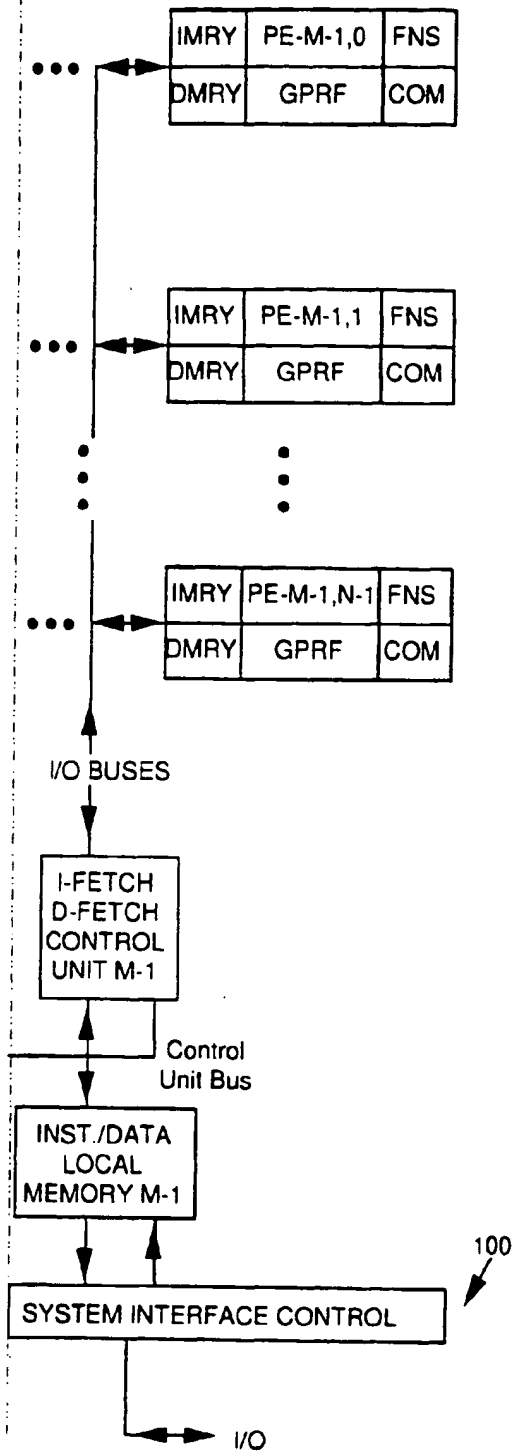 IMRY PE-M-1,0 FNS
DMRY GPRF COM
IMRY PE-M-1,1 FNS
DMRY GPRF COM
IMRY PE-M-1,N-1 FNS
DMRY GPRF COM
I/O BUSES
I-FETCH
D-FETCH
CONTROL
UNIT M-1
Control
Unit Bus
INST./DATA
LOCAL
MEMORY M-1
100
SYSTEM INTERFACE CONTROL
I/O